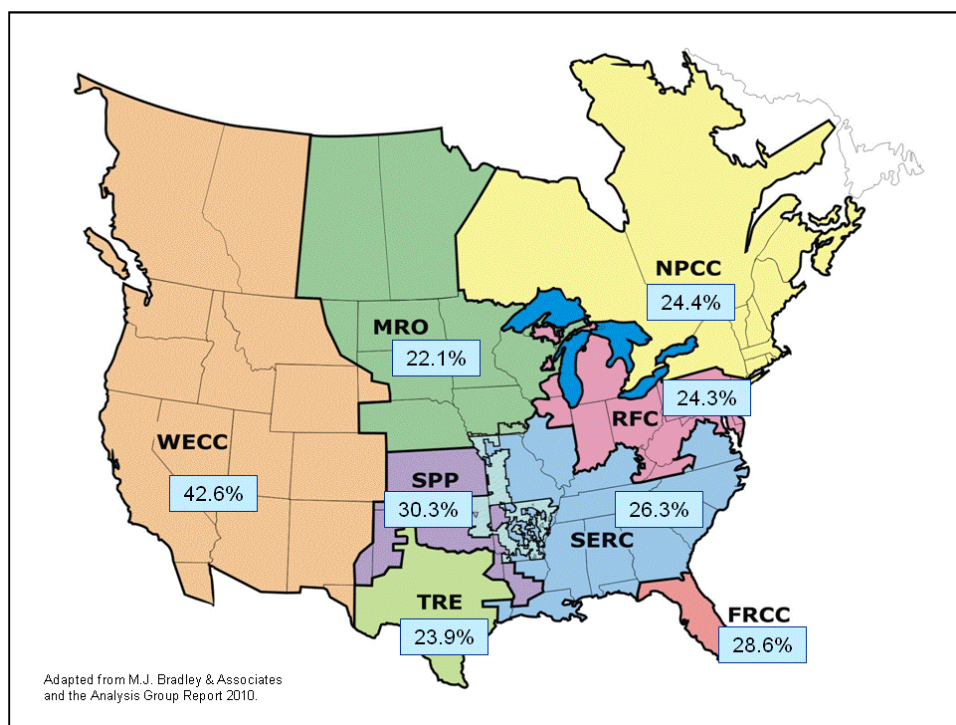 NPCC
24.4%
MRO
22.1%
24.3%
RFC
WECC
42.6%
SPP
30.3%
26.3%
SERC
TRE
23.9%
FRCC
28.6%
Adapted from M.J. Bradley & Associates
and the Analysis Group Report 2010.